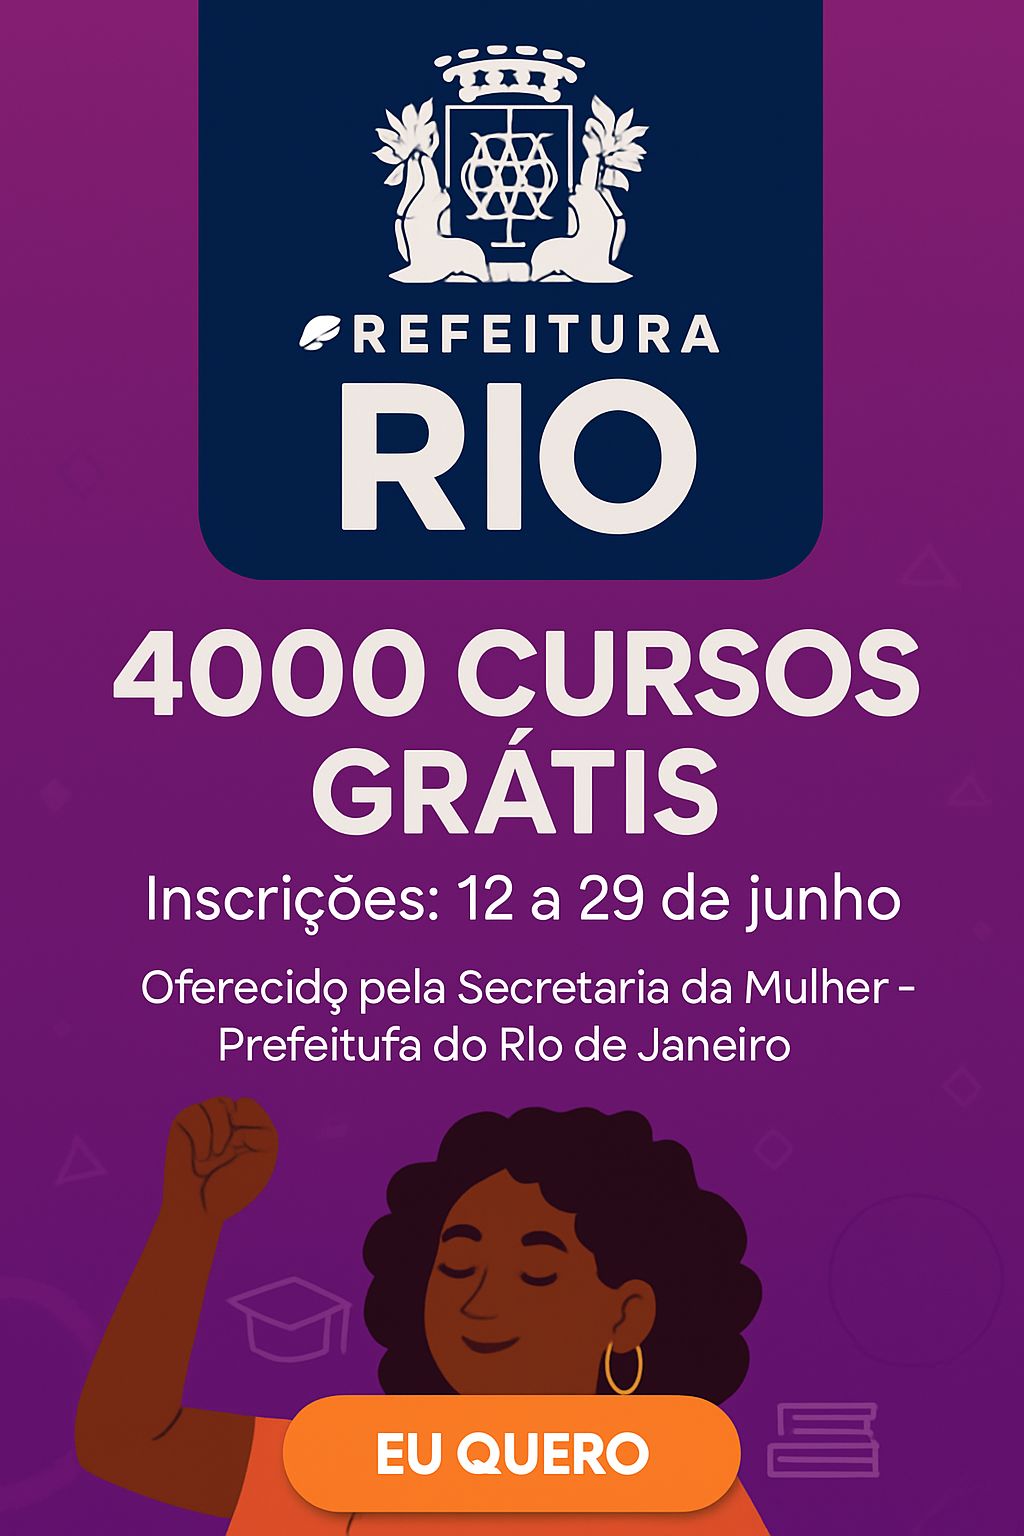 PREFEITURA
RIO
4000 CURSOS
GRÁTIS
Inscrições: 12 a 29 de junho
Oferecido pela Secretaria da Mulher -
Prefeitufa do RIo de Janeiro
EU QUERO